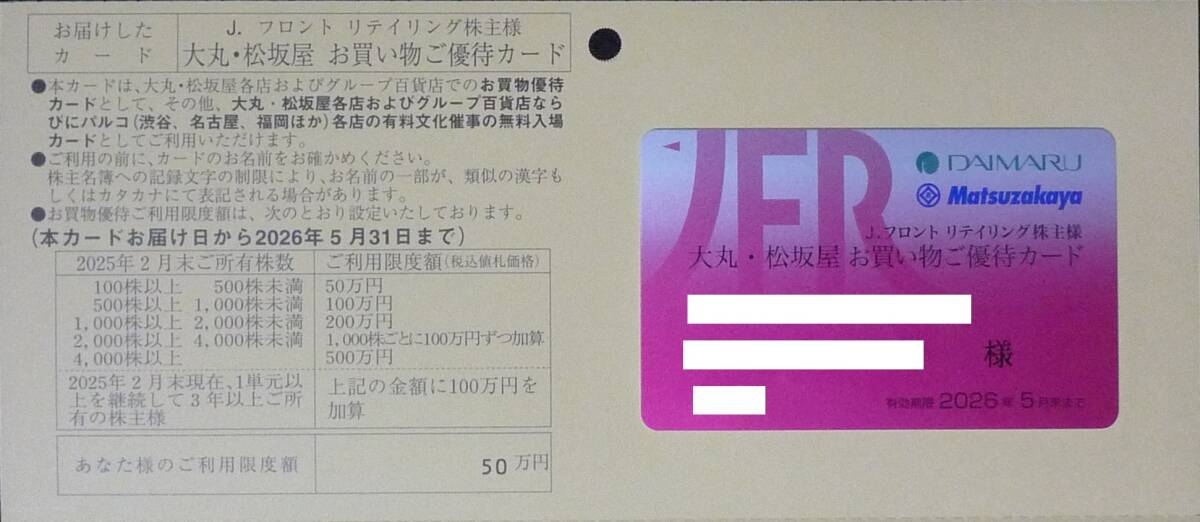 お届けした
カード
J. フロント リテイリング株主様
大丸・松坂屋 お買い物ご優待カード
●本カードは、大丸・松坂屋各店およびグループ百貨店でのお買物優待
カードとして、その他、大丸・松坂屋各店およびグループ百貨店なら
びにパルコ(渋谷、名古屋、福岡ほか)各店の有料文化催事の無料入場
カードとしてご利用いただけます。
●ご利用の前に、カードのお名前をお確かめください。
株主名簿への記録文字の制限により、お名前の一部が、類似の漢字も
しくはカタカナにて表記される場合があります。
●お買物優待ご利用限度額は、次のとおり設定いたしております。
(本カードお届け日から2026年5月31日まで)
2025年2月末ご所有株数 ご利用限度額(税込値札価格)
100株以上 500株未満 50万円
500株以上 1,000株未満 100万円
1,000株以上 2,000株未満 200万円
2,000株以上 4,000株未満 1,000株ごとに100万円ずつ加算
4,000株以上 500万円
2025年2月末現在、1単元以
上を継続して3年以上ご所
有の株主様
上記の金額に100万円を
加算
あなた様のご利用限度額 50万円
JFR
DAIMARU
Matsuzakaya
J.フロント リテイリング株主様
大丸・松坂屋 お買い物ご優待カード
様
有効期限 2026年5月末まで